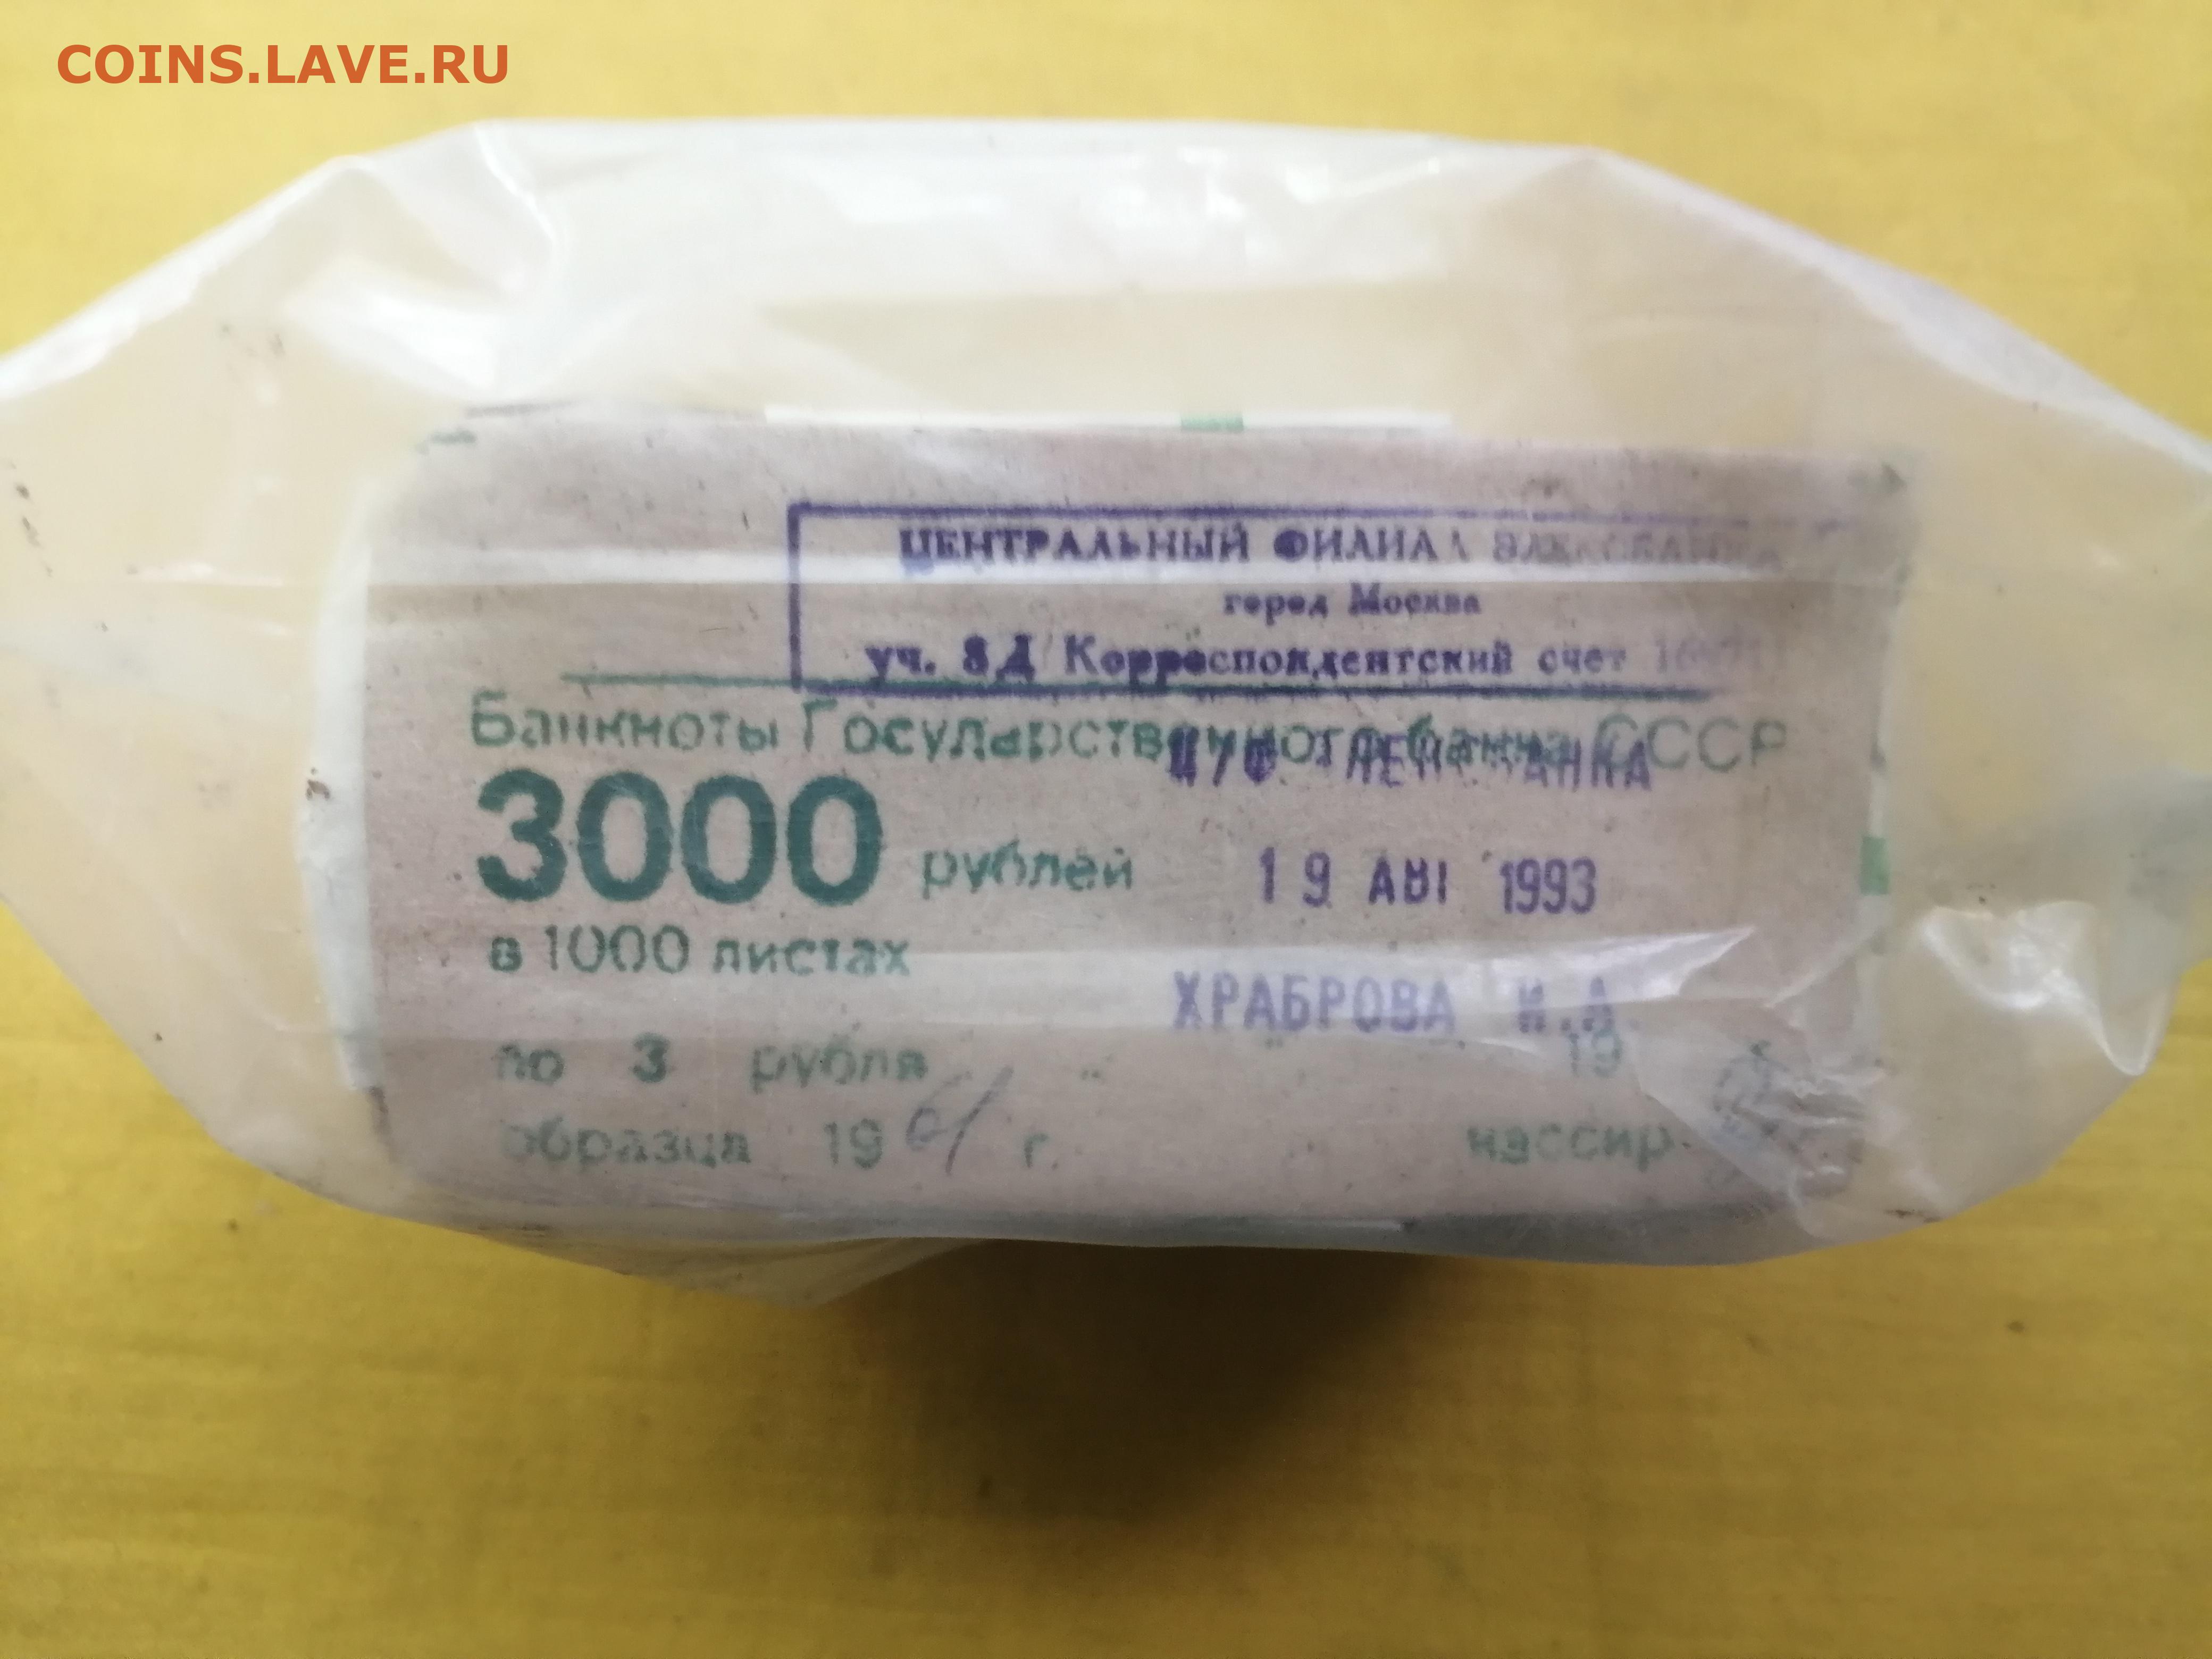 COINS.LAVE.RU
ЦЕНТРАЛЬНЫЙ ФИЛИАЛ
город Москва
уч. 8Д Корреспондентский счет
Банкноты Государственного банка СССР
3000 рублей
19 АВГ 1993
в 1000 листах
ХРАБРОВА И.А.
по 3 рубля 19
образца 1961 г. кассир